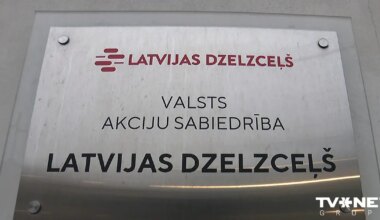 LATVIJAS DZELZCEĻŠ
VALSTS
AKCIJU SABIEDRĪBA
LATVIJAS DZELZCEĻŠ
TV ONE
GROUP